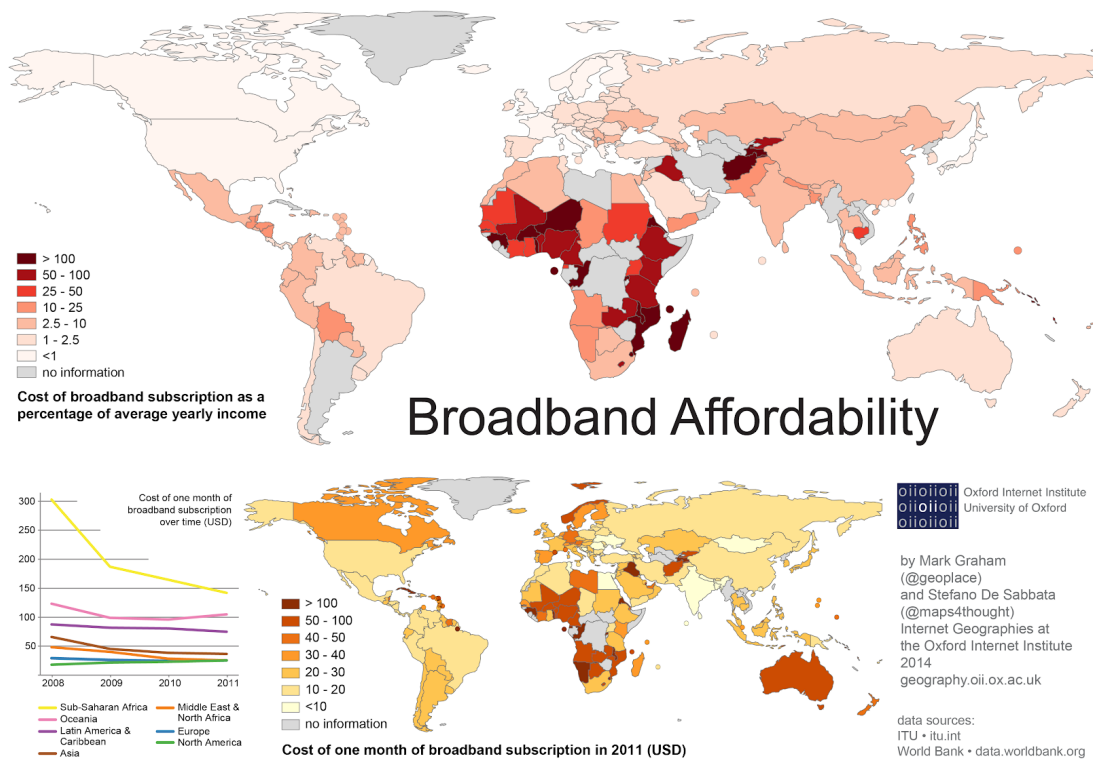 > 100
50 - 100
25 - 50
10 - 25
2.5 - 10
1 - 2.5
<1
no information
Cost of broadband subscription as a
percentage of average yearly income
Broadband Affordability
Cost of one month of
broadband subscription
over time (USD)
300
250
200
150
100
50
2008
2009
2010
2011
Sub-Saharan Africa
Oceania
Latin America &
Caribbean
Asia
Middle East &
North Africa
Europe
North America
> 100
50 - 100
40 - 50
30 - 40
20 - 30
10 - 20
<10
no information
Cost of one month of broadband subscription in 2011 (USD)
oiioiioii
oiioiioii
oiioiioii
Oxford Internet Institute
University of Oxford
by Mark Graham
(@geoplace)
and Stefano De Sabbata
(@maps4thought)
Internet Geographies at
the Oxford Internet Institute
2014
geography.oii.ox.ac.uk
data sources:
ITU • itu.int
World Bank • data.worldbank.org